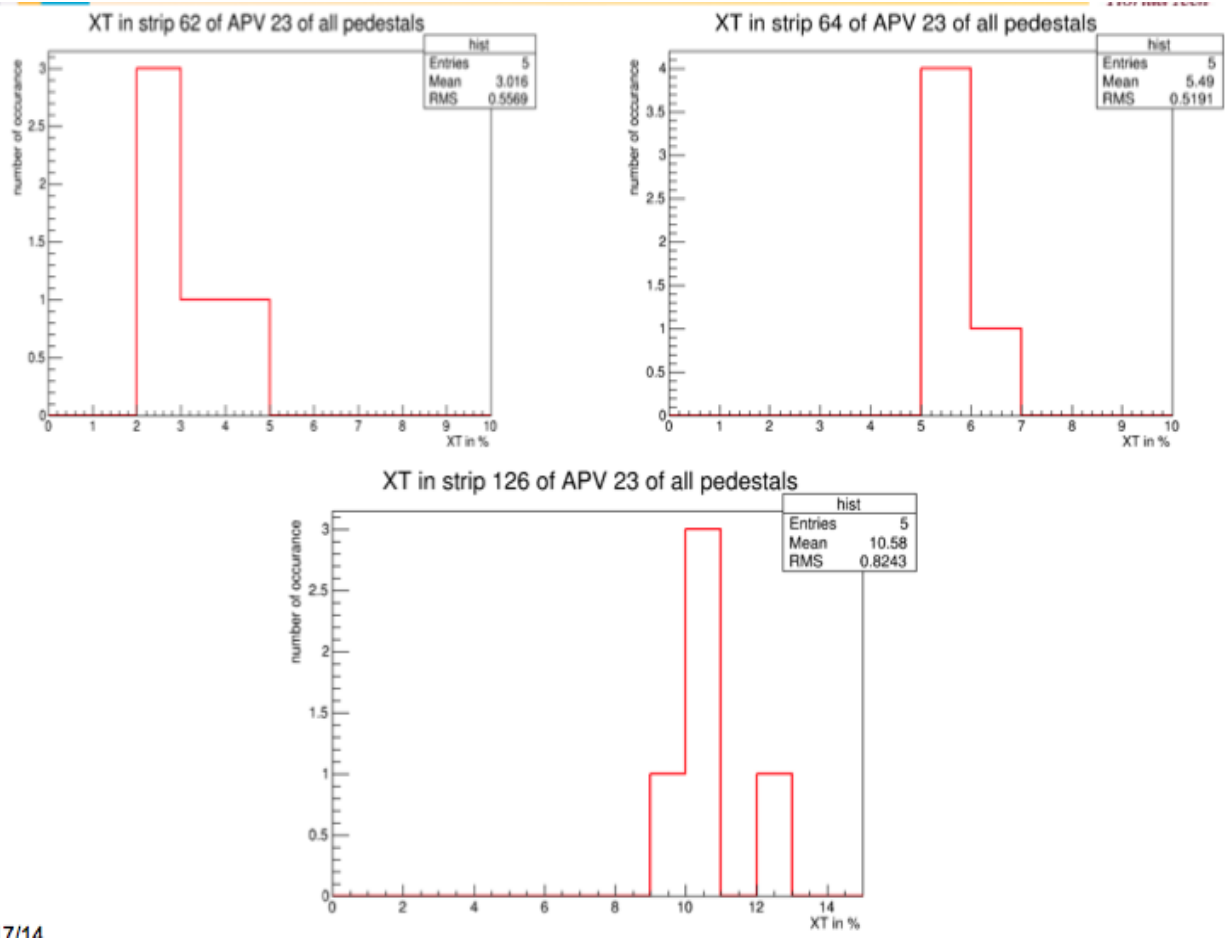 XT in strip 62 of APV 23 of all pedestals
hist
Entries 5
Mean 3.016
RMS 0.5569
number of occurance
3
2.5
2
1.5
1
0.5
0
0 1 2 3 4 5 6 7 8 9 10
XT in %
XT in strip 64 of APV 23 of all pedestals
hist
Entries 5
Mean 5.49
RMS 0.5191
number of occurance
4
3.5
3
2.5
2
1.5
1
0.5
0
0 1 2 3 4 5 6 7 8 9 10
XT in %
XT in strip 126 of APV 23 of all pedestals
hist
Entries 5
Mean 10.58
RMS 0.8243
number of occurance
3
2.5
2
1.5
1
0.5
0
0 2 4 6 8 10 12 14
XT in %
7/14